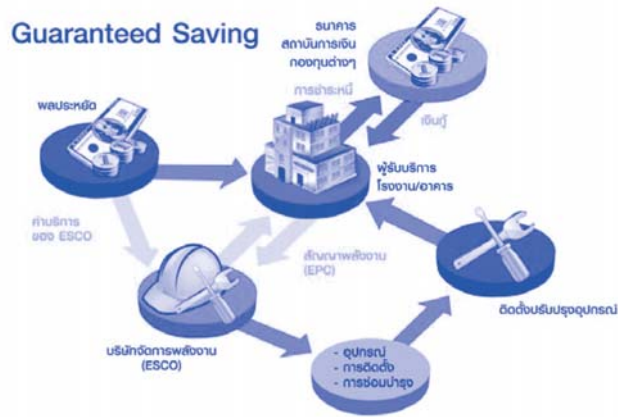 Guaranteed Saving
ธนาคาร
สถาบันการเงิน
กองทุนต่างๆ
การชำระหนี้
เงินกู้
ผลประหยัด
ผู้รับบริการ
โรงงาน/อาคาร
ค่าบริการ
ของ ESCO
สัญญาพลังงาน
(EPC)
ติดตั้งปรับปรุงอุปกรณ์
บริษัทจัดการพลังงาน
(ESCO)
- อุปกรณ์
- การติดตั้ง
- การซ่อมบำรุง